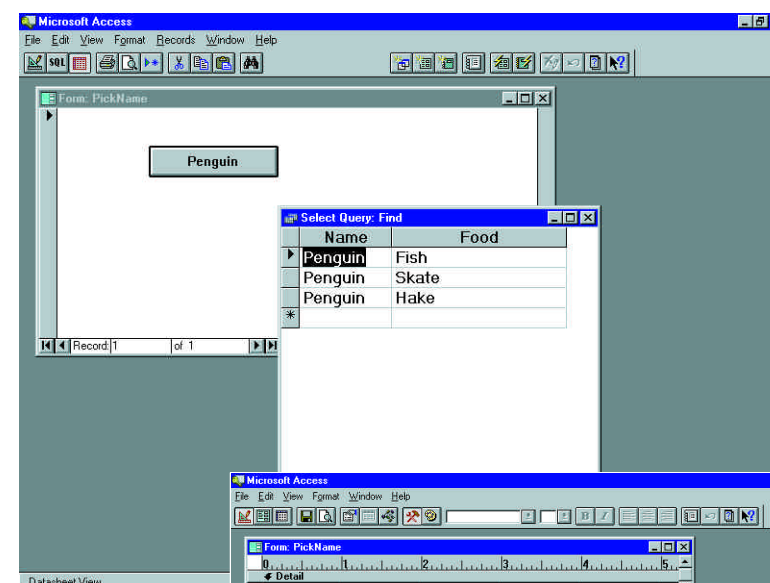 Microsoft Access
File Edit View Format Records Window Help
SQL
Form: PickName
Penguin
Select Query: Find
Name Food
Penguin Fish
Penguin Skate
Penguin Hake
*
Record: 1 of 1
Microsoft Access
File Edit View Format Window Help
B I
Form: PickName
0 1 2 3 4 5
Detail
Datasheet View